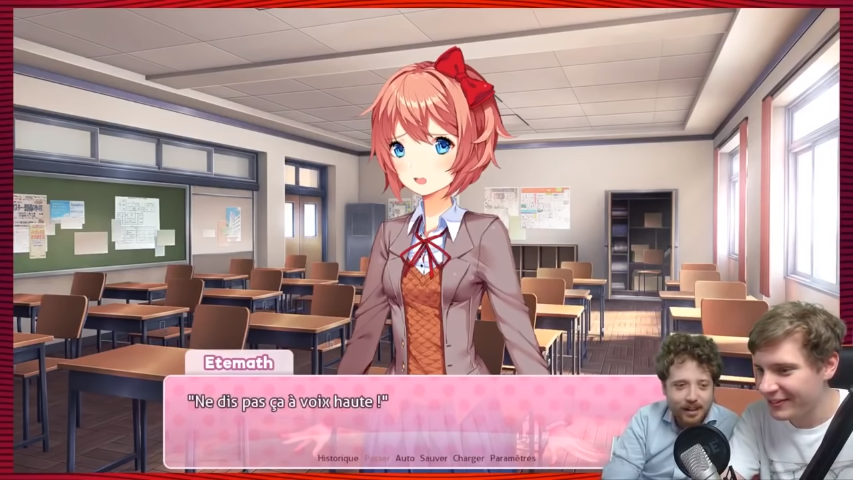 Etemath
"Ne dis pas ça à voix haute !"
Historique Passer Auto Sauver Charger Paramètres